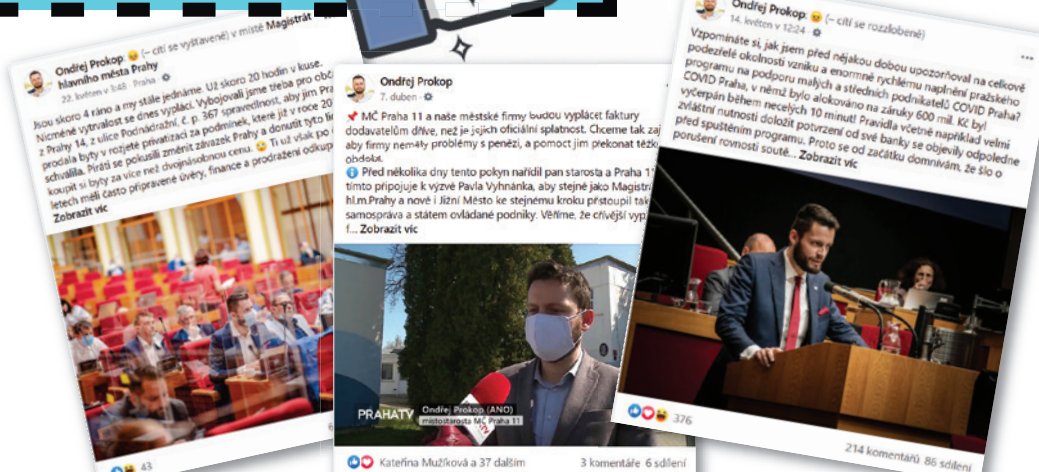 Ondřej Prokop (– cítí se vyšťaveně) v místě Magistrát
hlavního města Prahy
22. květen v 3:48 · Praha
Jsou skoro 4 ráno a my stále jednáme. Už skoro 20 hodin v kuse.
Nicméně vytrvalost se dnes vyplácí. Vybojovali jsme třeba pro obč
z Prahy 14, z ulice Podnádražní, č. p. 367 spravedlnost, aby jim Pra
prodala byty v rozjeté privatizaci za podmínek, které již v roce 20
schválila. Piráti se pokusili změnit závazek Prahy a donutit tyto lid
koupit si byty za více než dvojnásobnou cenu. Ti už však po
letech měli často připravené úvěry, finance a prodražení odkup
Zobrazit víc
43
Ondřej Prokop
7. duben
MČ Praha 11 a naše městské firmy budou vyplácet faktury
dodavatelům dříve, než je jejich oficiální splatnost. Chceme tak zaj
aby firmy neměly problémy s penězi, a pomoct jim překonat těžk
období.
Před několika dny tento pokyn nařídil pan starosta a Praha 11
tímto připojuje k výzvě Pavla Vyhnánka, aby stejně jako Magistrá
hl.m.Prahy a nově i Jižní Město ke stejnému kroku přistoupil tak
samospráva a státem ovládané podniky. Věříme, že dřívější vyp
f... Zobrazit víc
PRAHA TV
Ondřej Prokop (ANO)
místostarosta MČ Praha 11
Kateřina Mužíková a 37 dalším
3 komentáře 6 sdílení
Ondřej Prokop (– cítí se rozzlobeně)
14. květen v 12:24
Vzpomínáte si, jak jsem před nějakou dobou upozorňoval na celkově
podezřelé okolnosti vzniku a enormně rychlému naplnění pražského
programu na podporu malých a středních podnikatelů COVID Praha?
COVID Praha, v němž bylo alokováno na záruky 600 mil. Kč byl
vyčerpán během necelých 10 minut! Pravidla včetně například velmi
zvláštní nutnosti doložit potvrzení od své banky se objevily odpoledne
před spuštěním programu. Proto se od začátku domnívám, že šlo o
porušení rovnosti soutě... Zobrazit víc
376
214 komentářů 86 sdílení